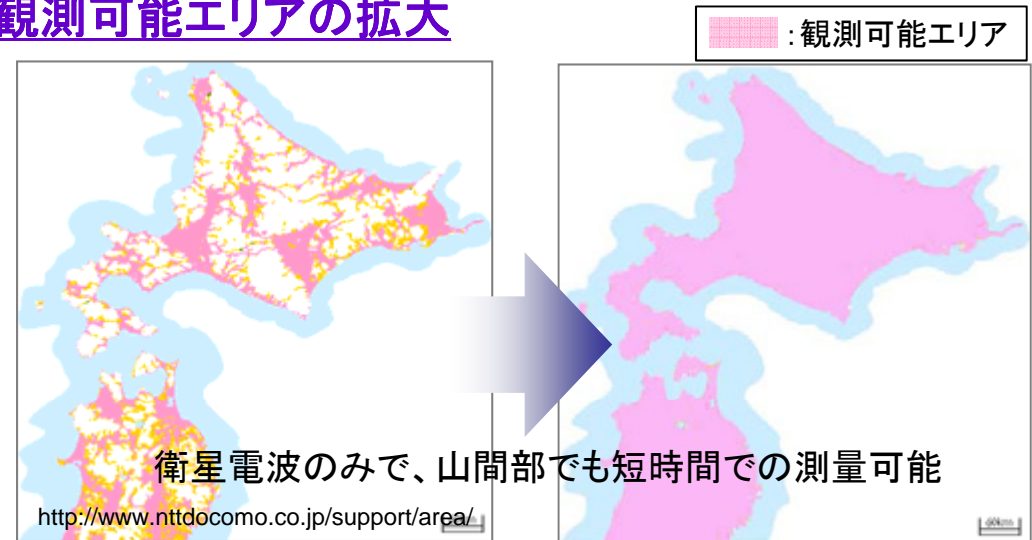 観測可能エリアの拡大
:観測可能エリア
衛星電波のみで、山間部でも短時間での測量可能
http://www.nttdocomo.co.jp/support/area/